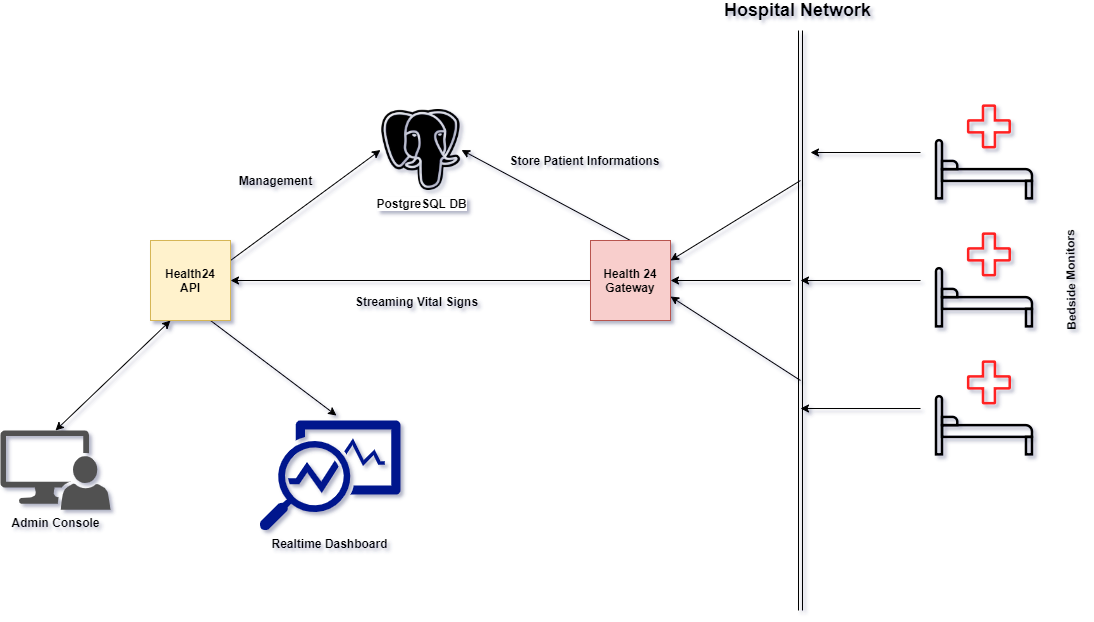 Hospital Network
Store Patient Informations
Management
PostgreSQL DB
Bedside Monitors
Health24
API
Health 24
Gateway
Streaming Vital Signs
Admin Console
Realtime Dashboard